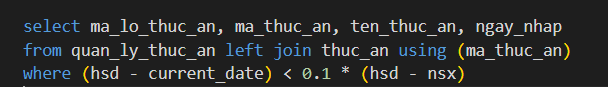 select ma_lo_thuc_an, ma_thuc_an, ten_thuc_an, ngay_nhap
from quan_ly_thuc_an left join thuc_an using (ma_thuc_an)
where (hsd - current_date) < 0.1 * (hsd - nsx)